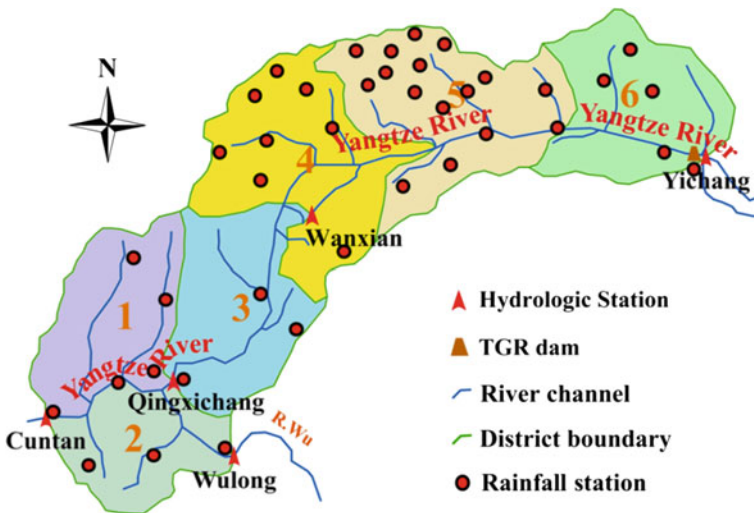 N
5
6
Yangtze River
Yangtze River
4
Yichang
Wanxian
1
3
Yangtze River
Qingxichang
Cuntan
2
R.Wu
Wulong
Hydrologic Station
TGR dam
River channel
District boundary
Rainfall station